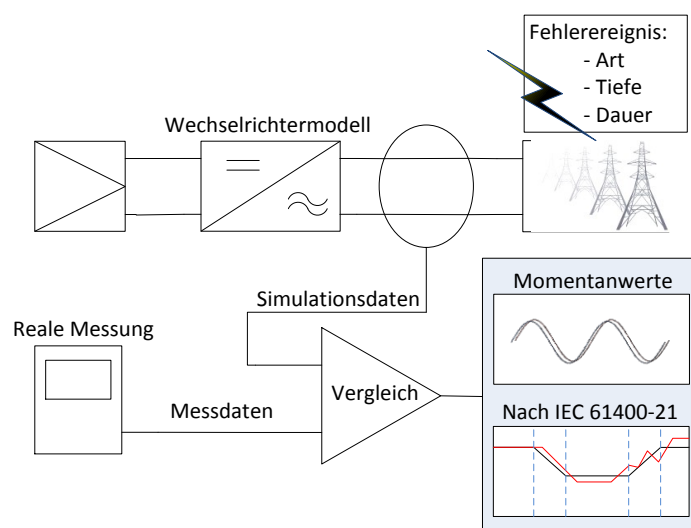 Fehlerereignis:
- Art
- Tiefe
- Dauer
Wechselrichtermodell
Simulationsdaten
Momentanwerte
Reale Messung
Vergleich
Messdaten
Nach IEC 61400-21